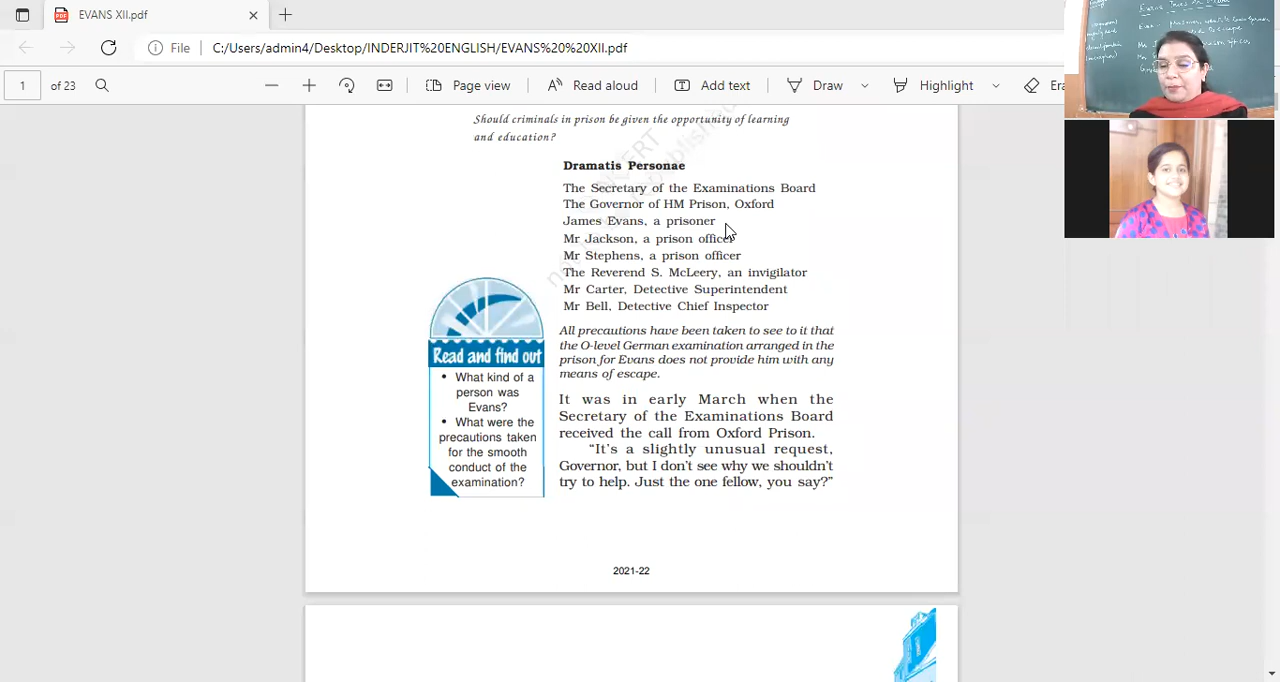 EVANS XII.pdf
File
C:/Users/admin4/Desktop/INDERJIT%20ENGLISH/EVANS%20%20XII.pdf
1 of 23
Page view
Read aloud
Add text
Draw
Highlight
Era
Should criminals in prison be given the opportunity of learning
and education?
Dramatis Personae
The Secretary of the Examinations Board
The Governor of HM Prison, Oxford
James Evans, a prisoner
Mr Jackson, a prison officer
Mr Stephens, a prison officer
The Reverend S. McLeery, an invigilator
Mr Carter, Detective Superintendent
Mr Bell, Detective Chief Inspector
All precautions have been taken to see to it that
the O-level German examination arranged in the
prison for Evans does not provide him with any
means of escape.
Read and find out
• What kind of a
person was
Evans?
• What were the
precautions taken
for the smooth
conduct of the
examination?
It was in early March when the
Secretary of the Examinations Board
received the call from Oxford Prison.
“It’s a slightly unusual request,
Governor, but I don’t see why we shouldn’t
try to help. Just the one fellow, you say?”
2021-22